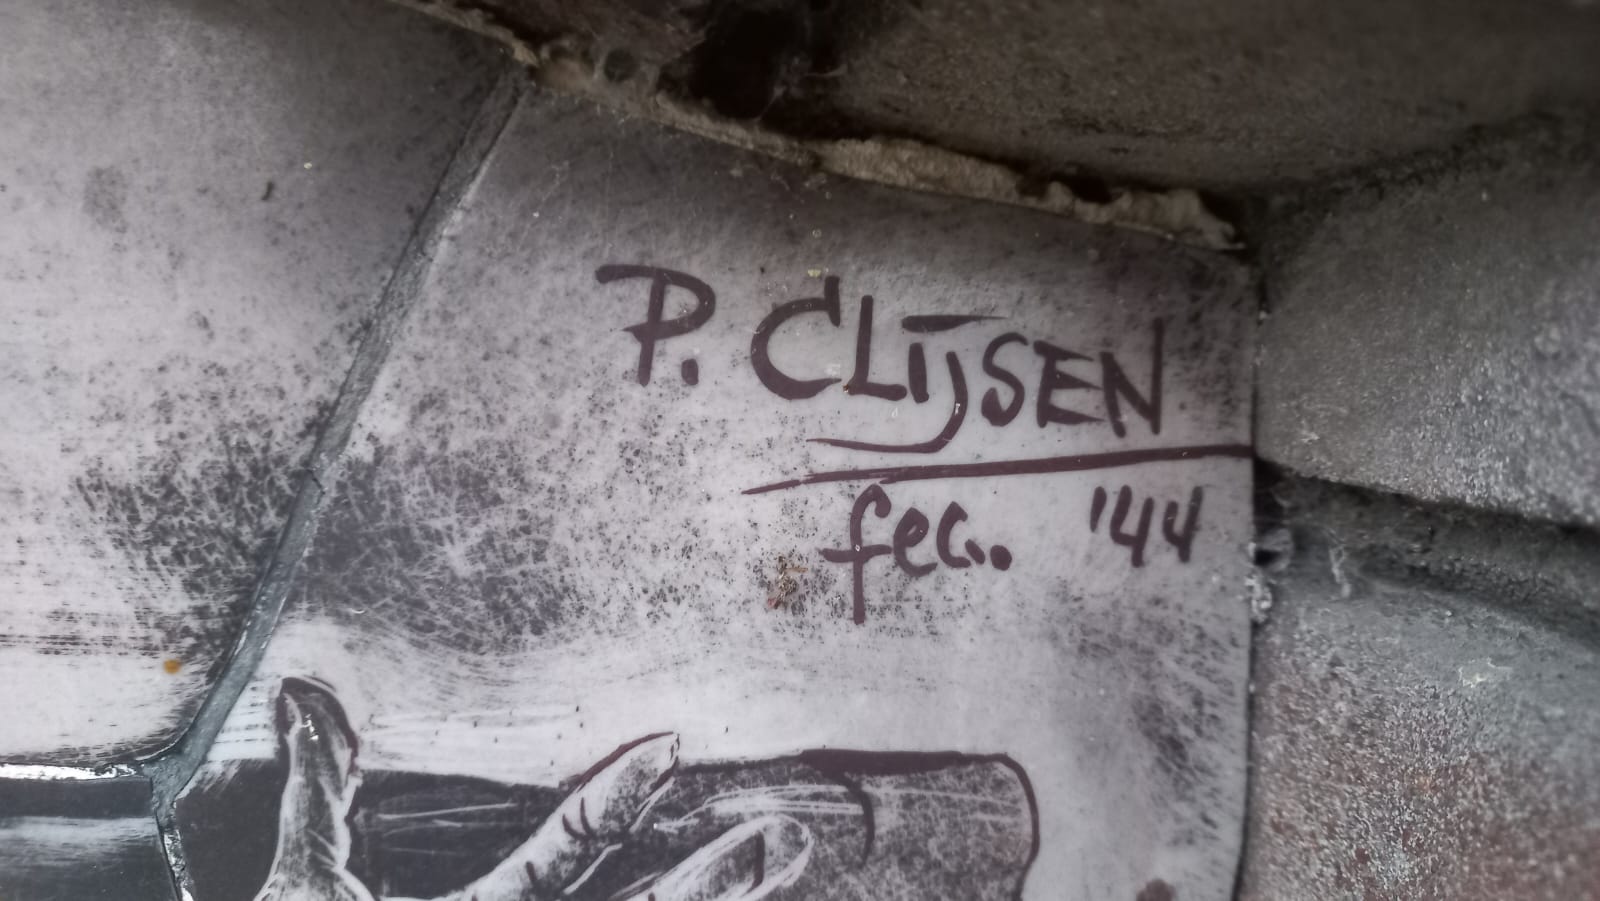 P. CLIJSEN
fec. '44